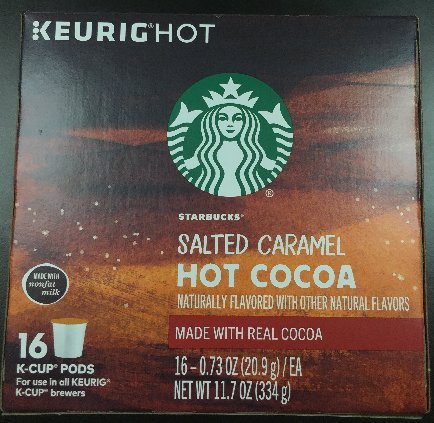 KEURIG®HOT
®
STARBUCKS®
SALTED CARAMEL
HOT COCOA
NATURALLY FLAVORED WITH OTHER NATURAL FLAVORS
MADE WITH
nonfat
milk
MADE WITH REAL COCOA
16
K-CUP® PODS
For use in all KEURIG®
K-CUP® brewers
16 – 0.73 OZ (20.9 g) / EA
NET WT 11.7 OZ (334 g)